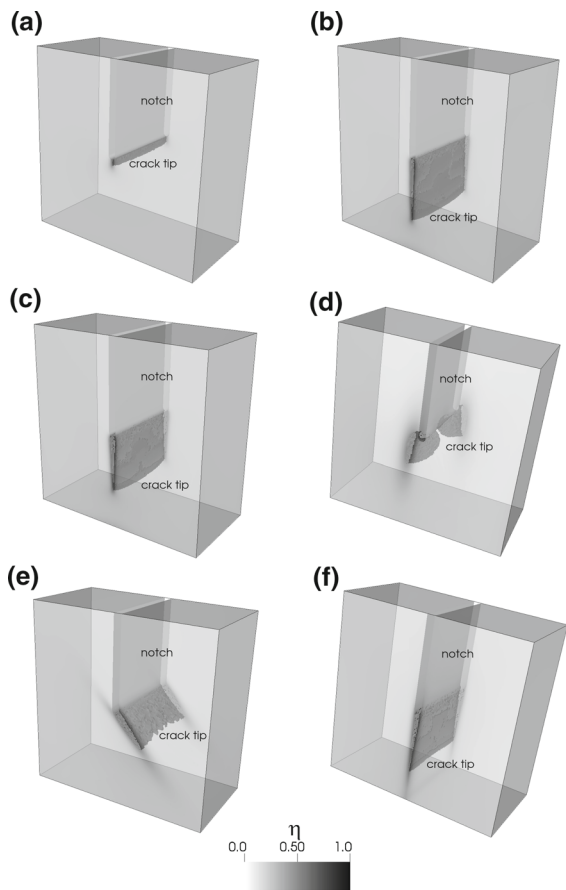 (a)
notch
crack tip
(b)
notch
crack tip
(c)
notch
crack tip
(d)
notch
crack tip
(e)
notch
crack tip
(f)
notch
crack tip
η
0.0 0.50 1.0